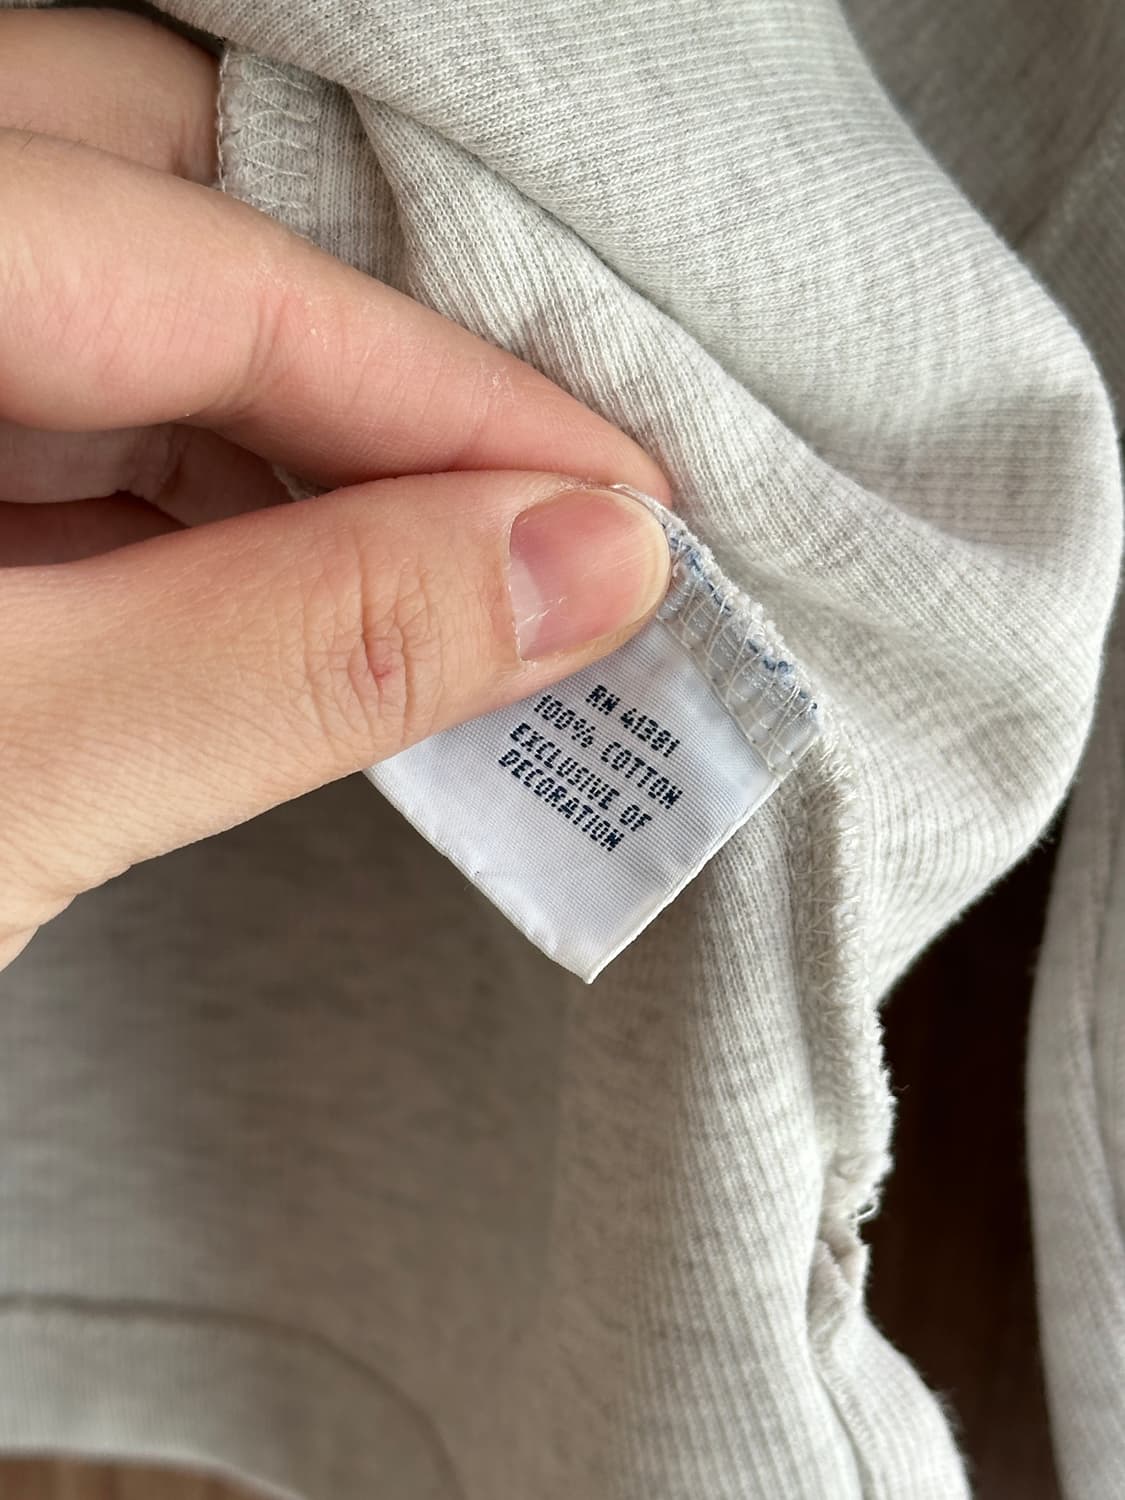 RN 41381
100% COTTON
EXCLUSIVE OF
DECORATION